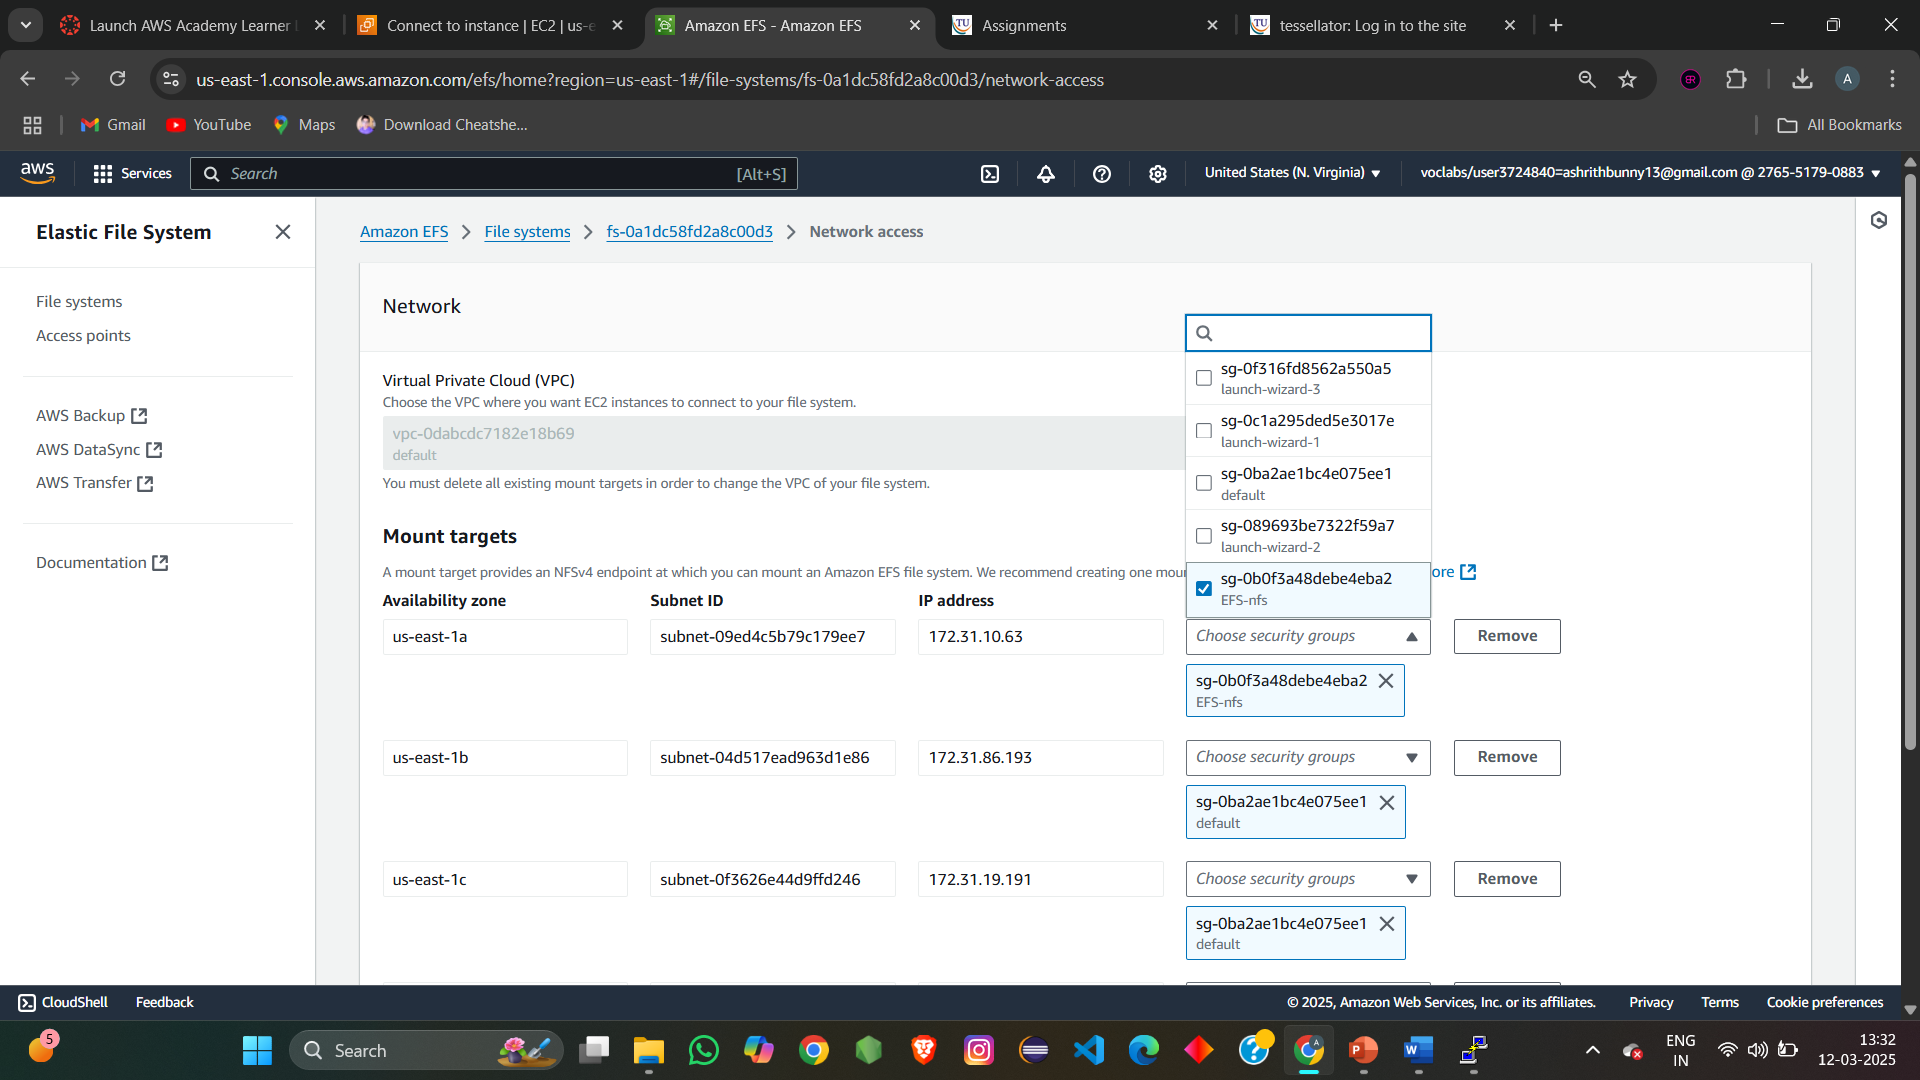 Launch AWS Academy Learner L
Connect to instance | EC2 | us-e
Amazon EFS - Amazon EFS
Assignments
tessellator: Log in to the site
us-east-1.console.aws.amazon.com/efs/home?region=us-east-1#/file-systems/fs-0a1dc58fd2a8c00d3/network-access
A
Gmail
YouTube
Maps
Download Cheatshe...
All Bookmarks
aws
Services
Search
[Alt+S]
United States (N. Virginia)
voclabs/user3724840=ashrithbunny13@gmail.com @ 2765-5179-0883
Elastic File System
File systems
Access points
AWS Backup
AWS DataSync
AWS Transfer
Documentation
Amazon EFS
File systems
fs-0a1dc58fd2a8c00d3
Network access
Network
Virtual Private Cloud (VPC)
Choose the VPC where you want EC2 instances to connect to your file system.
vpc-0dabcdc7182e18b69
default
You must delete all existing mount targets in order to change the VPC of your file system.
sg-0f316fd8562a550a5
launch-wizard-3
sg-0c1a295ded5e3017e
launch-wizard-1
sg-0ba2ae1bc4e075ee1
default
sg-089693be7322f59a7
launch-wizard-2
sg-0b0f3a48debe4eba2
EFS-nfs
Mount targets
A mount target provides an NFSv4 endpoint at which you can mount an Amazon EFS file system. We recommend creating one moun
ore
Availability zone
Subnet ID
IP address
us-east-1a
subnet-09ed4c5b79c179ee7
172.31.10.63
Choose security groups
Remove
sg-0b0f3a48debe4eba2
EFS-nfs
us-east-1b
subnet-04d517ead963d1e86
172.31.86.193
Choose security groups
Remove
sg-0ba2ae1bc4e075ee1
default
us-east-1c
subnet-0f3626e44d9ffd246
172.31.19.191
Choose security groups
Remove
sg-0ba2ae1bc4e075ee1
default
CloudShell
Feedback
© 2025, Amazon Web Services, Inc. or its affiliates.
Privacy
Terms
Cookie preferences
5
Search
ENG
IN
13:32
12-03-2025